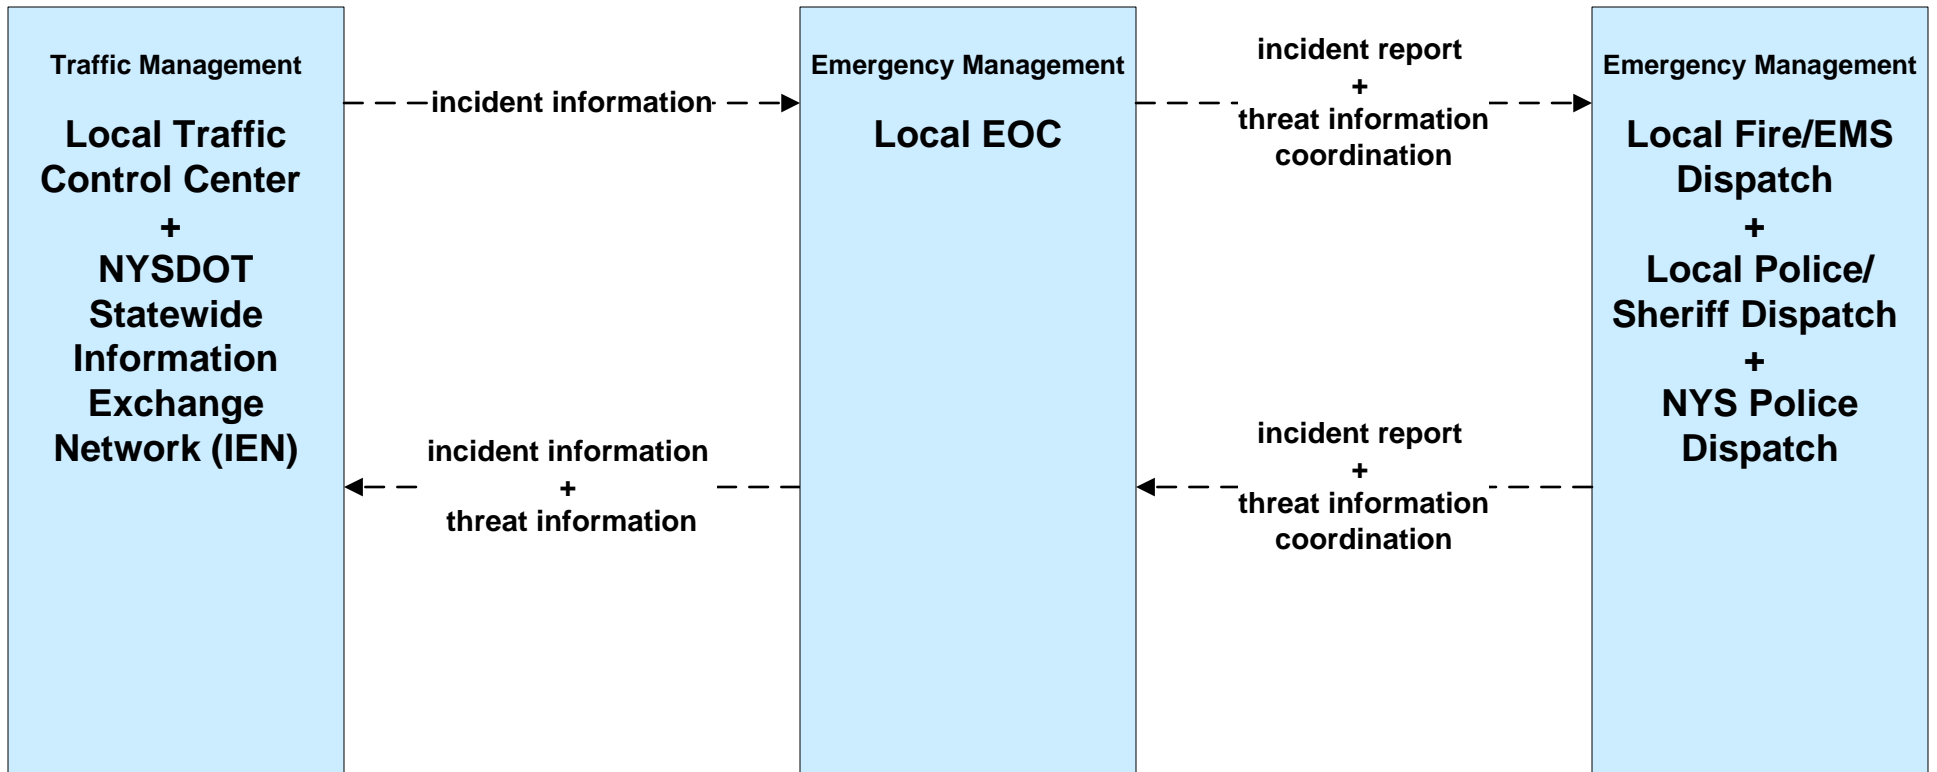 Traffic Management
Local Traffic
Control Center
+
NYSDOT
Statewide
Information
Exchange
Network (IEN)
incident information
incident information
+
threat information
Emergency Management
Local EOC
incident report
+
threat information
coordination
incident report
+
threat information
coordination
Emergency Management
Local Fire/EMS
Dispatch
+
Local Police/
Sheriff Dispatch
+
NYS Police
Dispatch